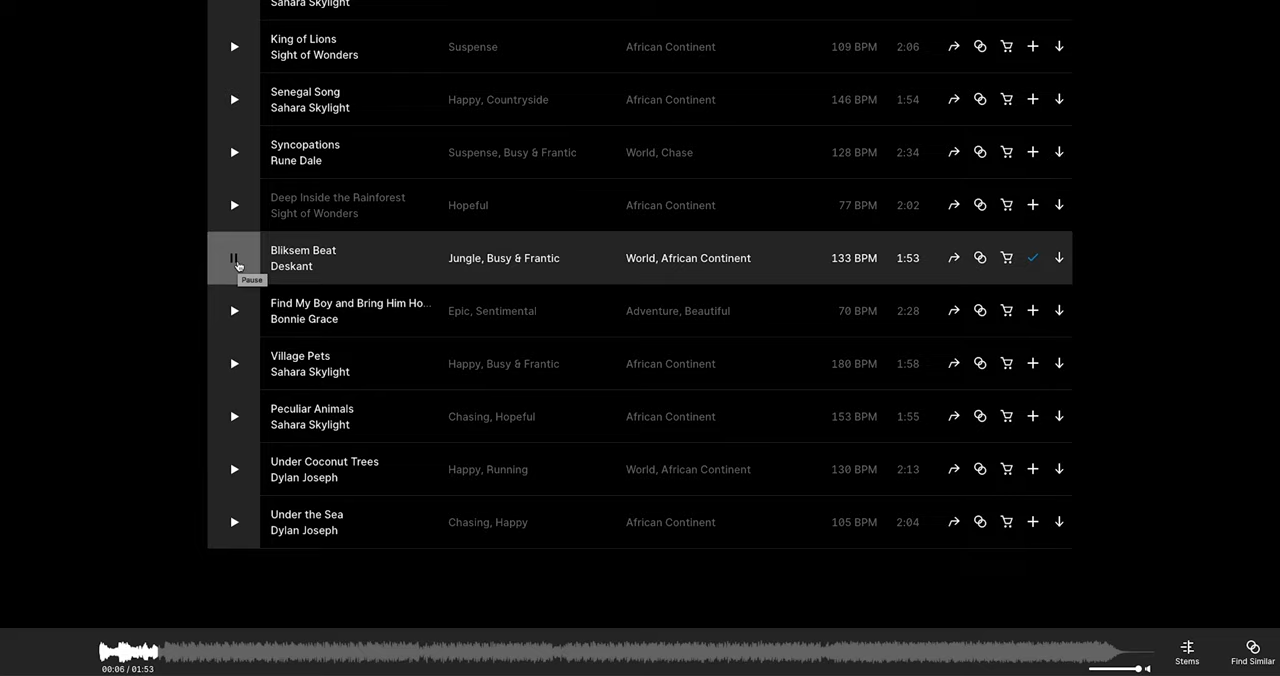 Sahara Skylight
King of Lions
Sight of Wonders
Suspense
African Continent
109 BPM
2:06
Senegal Song
Sahara Skylight
Happy, Countryside
African Continent
146 BPM
1:54
Syncopations
Rune Dale
Suspense, Busy & Frantic
World, Chase
128 BPM
2:34
Deep Inside the Rainforest
Sight of Wonders
Hopeful
African Continent
77 BPM
2:02
Bliksem Beat
Deskant
Jungle, Busy & Frantic
World, African Continent
133 BPM
1:53
Pause
Find My Boy and Bring Him Ho...
Bonnie Grace
Epic, Sentimental
Adventure, Beautiful
70 BPM
2:28
Village Pets
Sahara Skylight
Happy, Busy & Frantic
African Continent
180 BPM
1:58
Peculiar Animals
Sahara Skylight
Chasing, Hopeful
African Continent
153 BPM
1:55
Under Coconut Trees
Dylan Joseph
Happy, Running
World, African Continent
130 BPM
2:13
Under the Sea
Dylan Joseph
Chasing, Happy
African Continent
105 BPM
2:04
00:06 / 01:53
Stems
Find Similar